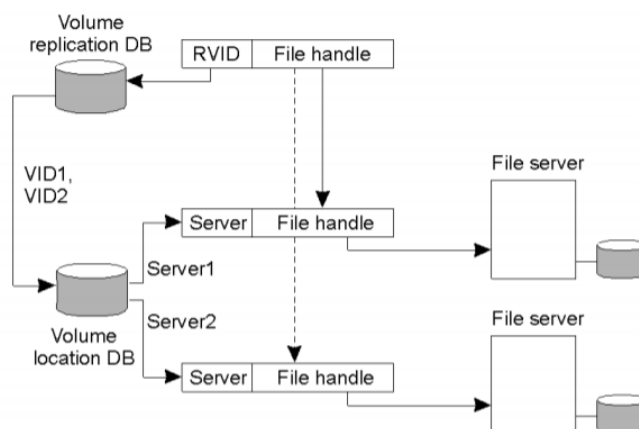 Volume
replication DB
RVID
File handle
VID1,
VID2
File server
Server
File handle
Server1
Server2
Volume
location DB
File server
Server
File handle